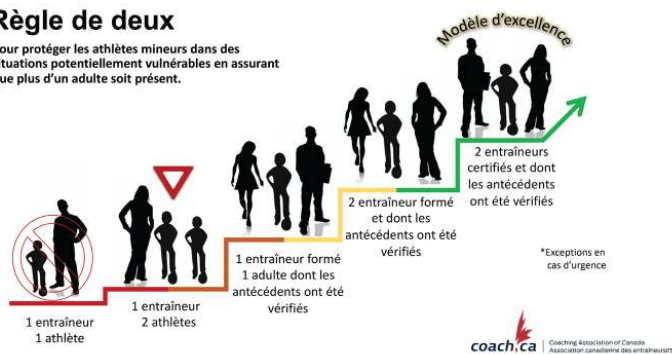 Règle de deux
our protéger les athlètes mineurs dans des
ituations potentiellement vulnérables en assurant
ue plus d'un adulte soit présent.
Modèle d'excellence
2 entraîneurs
certifiés et dont
les antécédents
ont été vérifiés
2 entraîneur formé
et dont les
antécédents ont été
vérifiés
*Exceptions en
cas d'urgence
1 entraîneur formé
1 adulte dont les
antécédents ont été
vérifiés
1 entraîneur
2 athlètes
1 entraîneur
1 athlète
coach.ca
Coaching Association of Canada
Association canadienne des entraîneurs